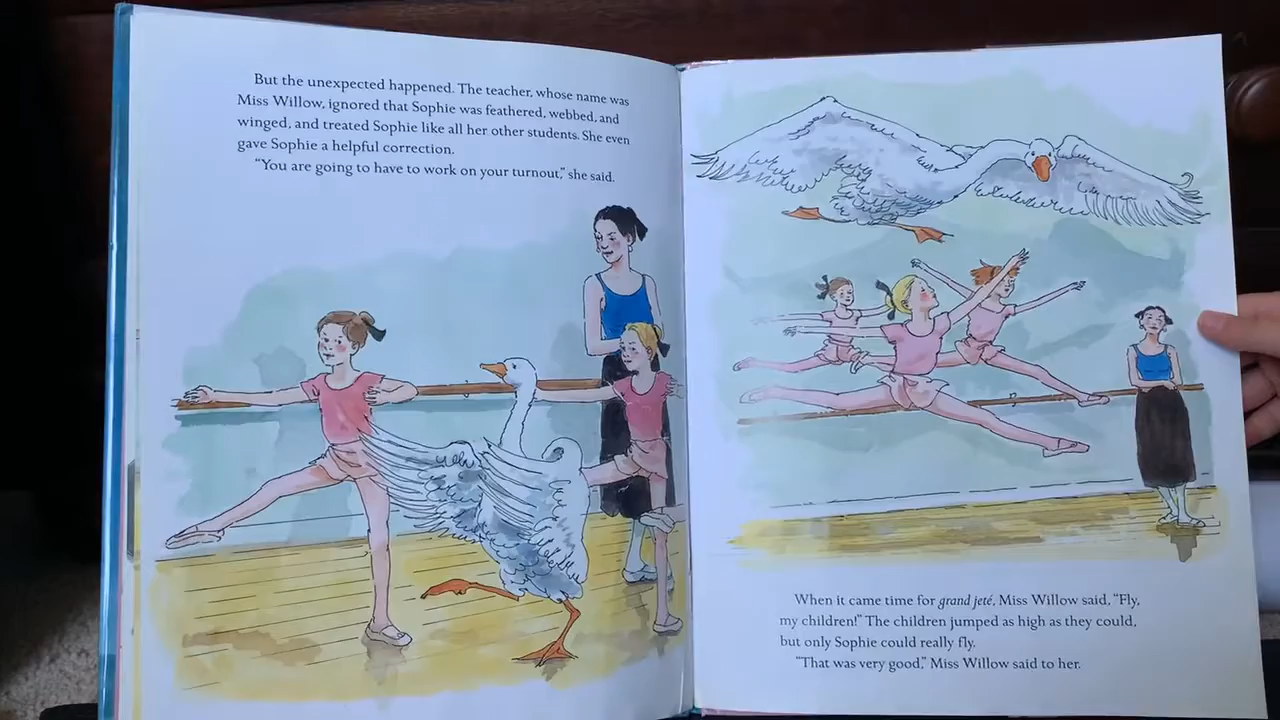 But the unexpected happened. The teacher, whose name was
Miss Willow, ignored that Sophie was feathered, webbed, and
winged, and treated Sophie like all her other students. She even
gave Sophie a helpful correction.
“You are going to have to work on your turnout,” she said.
When it came time for grand jeté, Miss Willow said, “Fly,
my children!” The children jumped as high as they could,
but only Sophie could really fly.
“That was very good,” Miss Willow said to her.